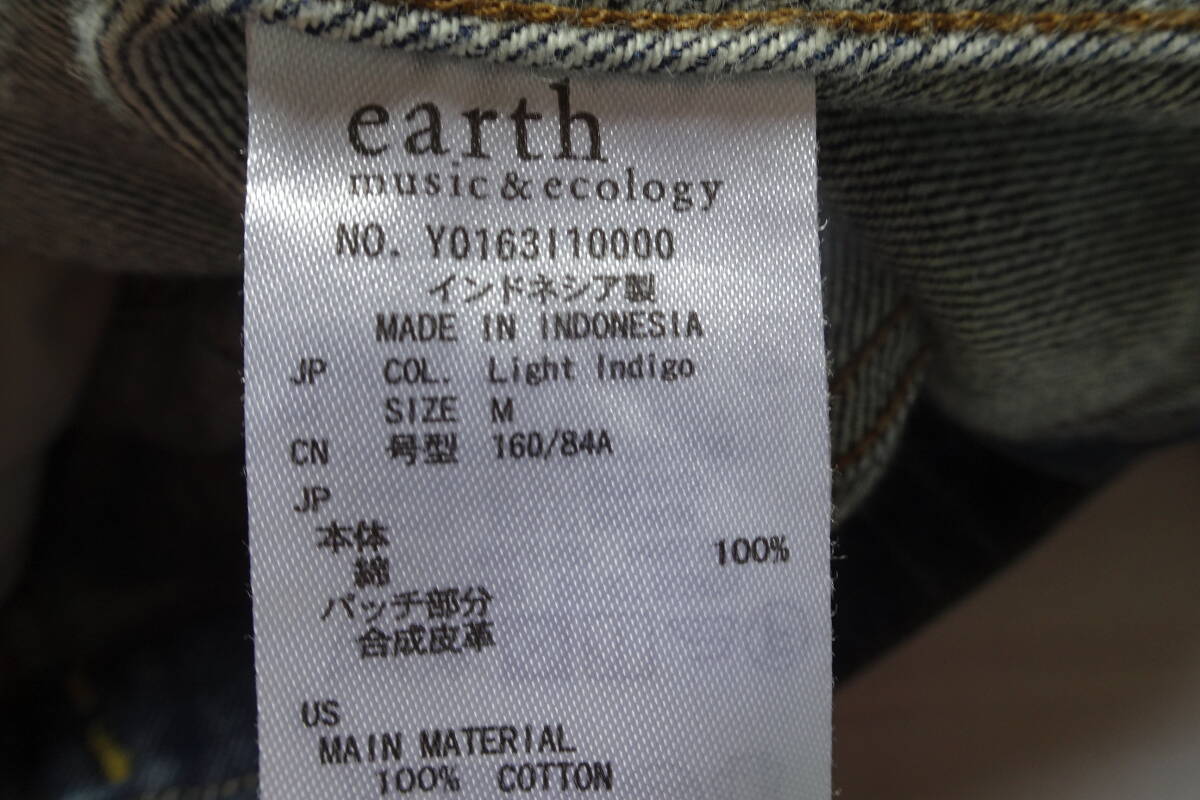 earth
music & ecology
NO. Y0163I10000
インドネシア製
MADE IN INDONESIA
JP COL. Light Indigo
SIZE M
CN 号型 160/84A
JP
本体
綿 100%
パッチ部分
合成皮革
US
MAIN MATERIAL
100% COTTON